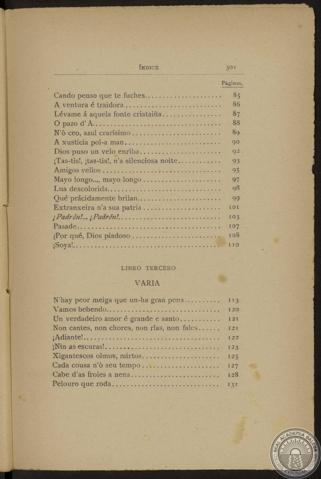 ÍNDICE 301
Páginas.
Cando penso que te fuches 85
A ventura é traidora 86
Lévame á aquela fonte cristaiña 87
O pazo d'A 88
N'ò ceo, azul crarísimo 89
A xusticia pol-a man 90
Dios puso un velo enriba 92
¡Tas-tis!, ¡tas-tis!, n'a silenciosa noite 93
Amigos vellos 95
Mayo longo..., mayo longo 97
Lua descolorida 98
Qué prácidamente brilan 99
Extranxeira n'a sua patria 101
¡Padrón!... ¡Padrón! 103
Pasade 107
¡Por qué, Dios piadoso 108
¡Soya! 110
LIBRO TERCERO
VARIA
N'hay peor meiga que un-ha gran pena 113
Vamos bebendo 120
Un verdadeiro amor é grande e santo 121
Non cantes, non chores, non rías, non fales 121
¡Adiante! 122
¡Nin as escuras! 123
Xigantescos olmos, mirtos 125
Cada cousa n'ò seu tempo 127
Cabe d'as froles a nena 128
Pelouro que roda 131